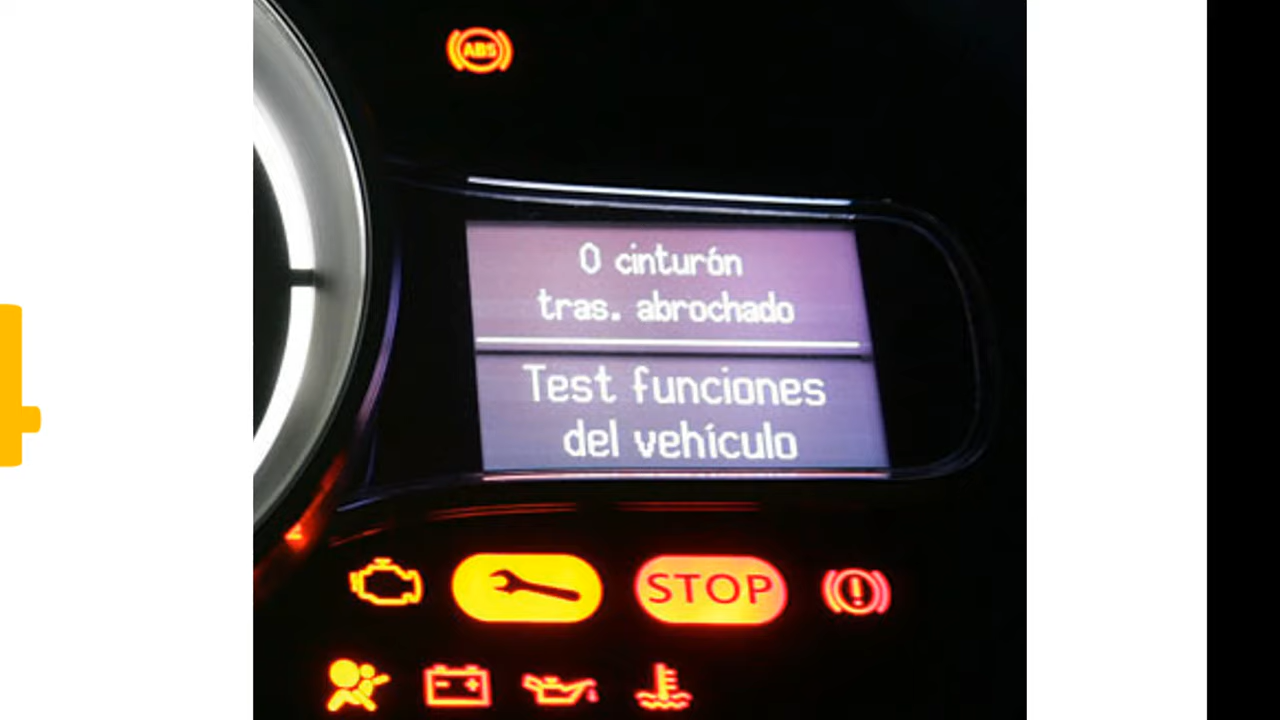 ABS
0 cinturón
tras. abrochado
Test funciones
del vehículo
STOP